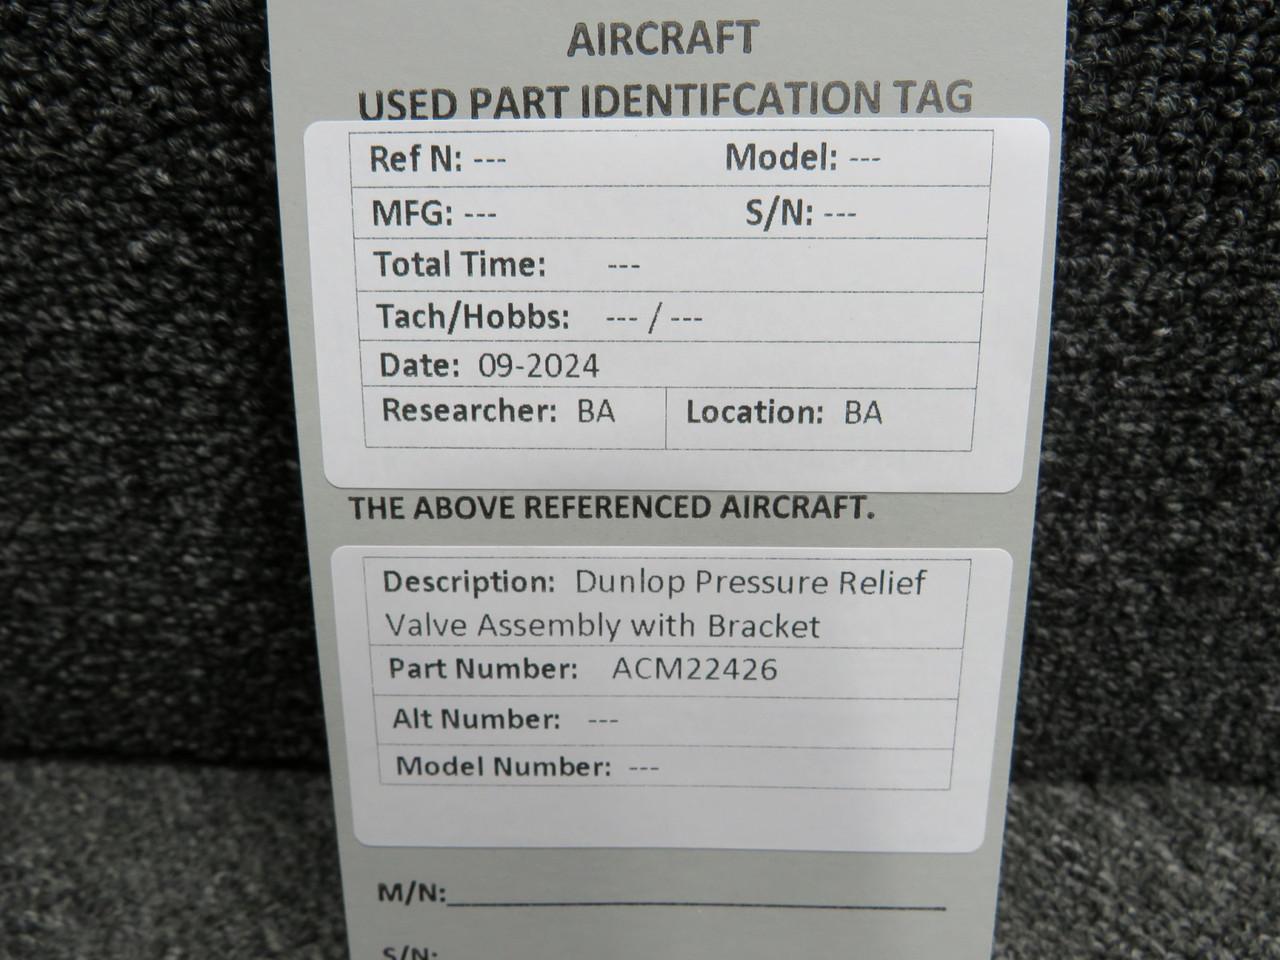 AIRCRAFT
USED PART IDENTIFCATION TAG
Ref N: --- Model: ---
MFG: --- S/N: ---
Total Time: ---
Tach/Hobbs: --- / ---
Date: 09-2024
Researcher: BA Location: BA
THE ABOVE REFERENCED AIRCRAFT.
Description: Dunlop Pressure Relief
Valve Assembly with Bracket
Part Number: ACM22426
Alt Number: ---
Model Number: ---
M/N:
S/N: